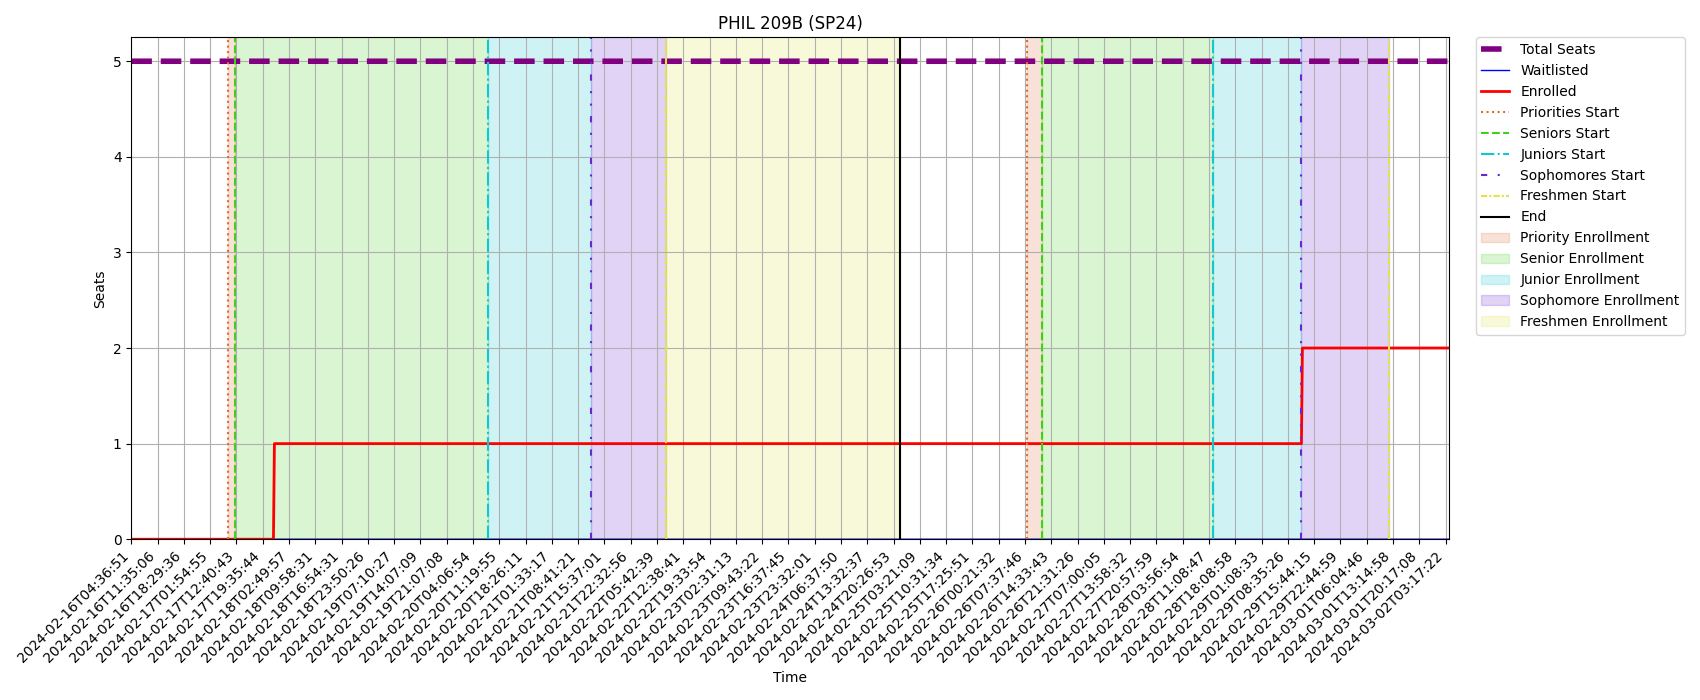 PHIL 209B (SP24)
Seats
5
4
3
2
1
0
2024-02-16T04:36:51
2024-02-16T11:35:06
2024-02-16T18:29:36
2024-02-17T01:54:55
2024-02-17T12:40:43
2024-02-17T19:35:44
2024-02-18T02:49:57
2024-02-18T09:58:31
2024-02-18T16:54:31
2024-02-18T23:50:26
2024-02-19T07:10:27
2024-02-19T14:07:09
2024-02-19T21:07:08
2024-02-20T04:06:54
2024-02-20T11:19:55
2024-02-20T18:26:11
2024-02-21T01:33:17
2024-02-21T08:41:21
2024-02-21T15:37:01
2024-02-21T22:32:56
2024-02-22T05:42:39
2024-02-22T12:38:41
2024-02-22T19:33:54
2024-02-23T02:31:13
2024-02-23T09:43:22
2024-02-23T16:37:45
2024-02-23T23:32:01
2024-02-24T06:37:50
2024-02-24T13:32:37
2024-02-24T20:26:53
2024-02-25T03:21:09
2024-02-25T10:31:34
2024-02-25T17:25:51
2024-02-26T00:21:32
2024-02-26T07:37:46
2024-02-26T14:33:43
2024-02-26T21:31:26
2024-02-27T07:00:05
2024-02-27T13:58:32
2024-02-27T20:57:59
2024-02-28T03:56:54
2024-02-28T11:08:47
2024-02-28T18:08:58
2024-02-29T01:08:33
2024-02-29T08:35:26
2024-02-29T15:44:15
2024-02-29T22:44:59
2024-03-01T06:04:46
2024-03-01T13:14:58
2024-03-01T20:17:08
2024-03-02T03:17:22
Time
Total Seats
Waitlisted
Enrolled
Priorities Start
Seniors Start
Juniors Start
Sophomores Start
Freshmen Start
End
Priority Enrollment
Senior Enrollment
Junior Enrollment
Sophomore Enrollment
Freshmen Enrollment